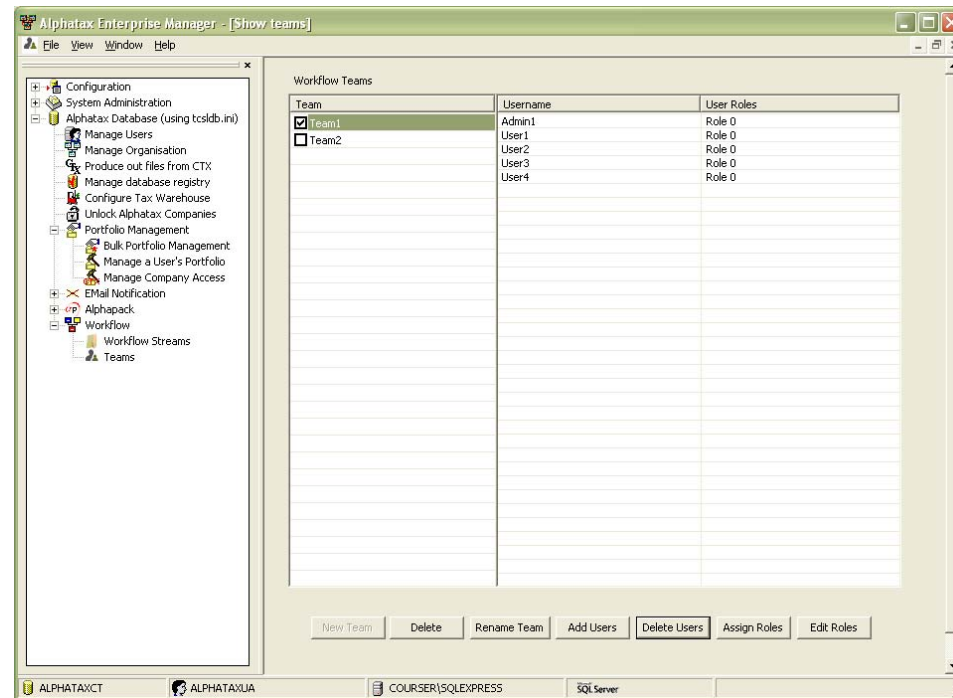 Alphatax Enterprise Manager - [Show teams]
File View Window Help
Configuration
System Administration
Alphatax Database (using tcsldb.ini)
Manage Users
Manage Organisation
Produce out files from CTX
Manage database registry
Configure Tax Warehouse
Unlock Alphatax Companies
Portfolio Management
Bulk Portfolio Management
Manage a User's Portfolio
Manage Company Access
EMail Notification
Alphapack
Workflow
Workflow Streams
Teams
Workflow Teams
Team Username User Roles
Team1 Admin1 Role 0
Team2 User1 Role 0
User2 Role 0
User3 Role 0
User4 Role 0
New Team Delete Rename Team Add Users Delete Users Assign Roles Edit Roles
ALPHATAXCT ALPHATAXUA COURSER\SQLEXPRESS SQL Server